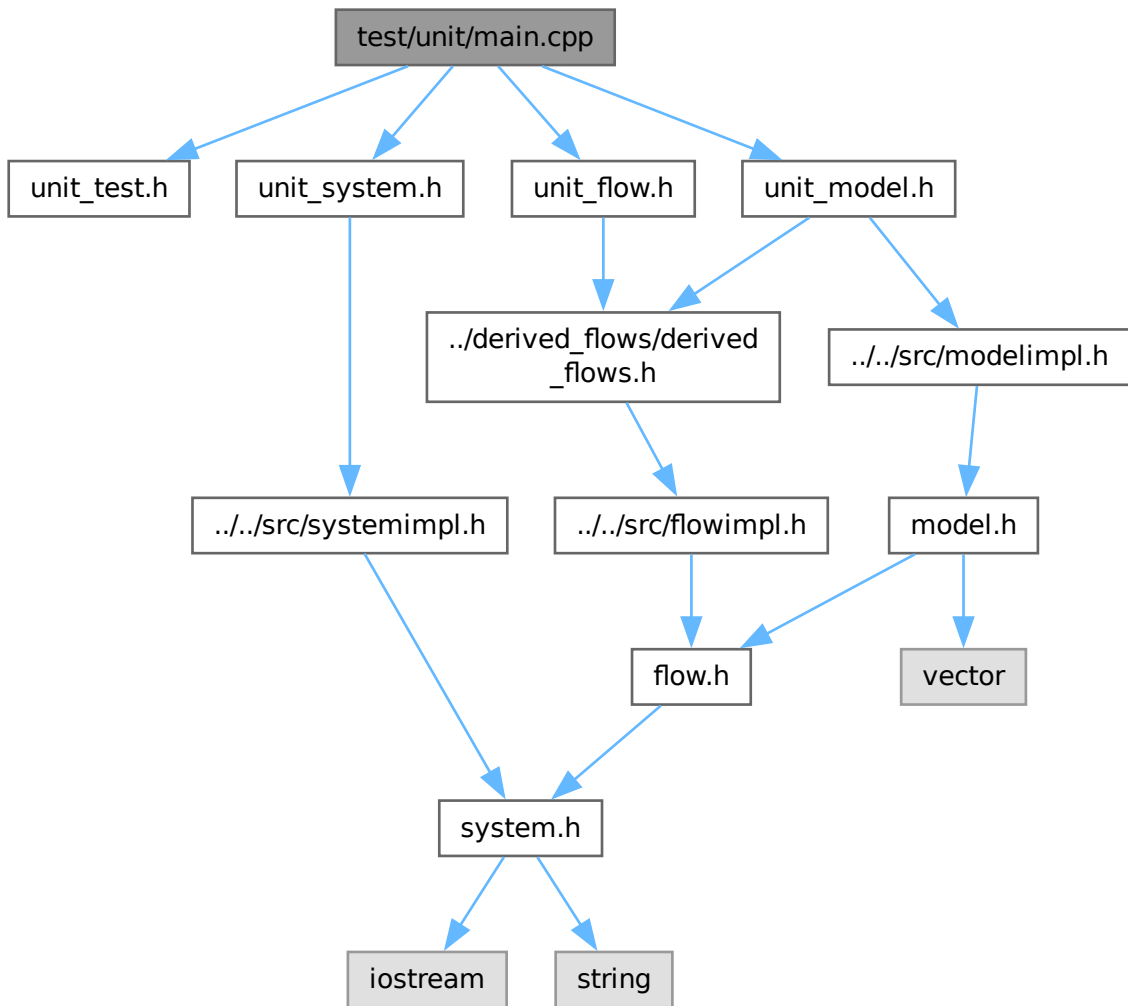 test/unit/main.cpp
unit_test.h
unit_system.h
unit_flow.h
unit_model.h
../derived_flows/derived
_flows.h
../../src/modelimpl.h
../../src/systemimpl.h
../../src/flowimpl.h
model.h
flow.h
vector
system.h
iostream
string